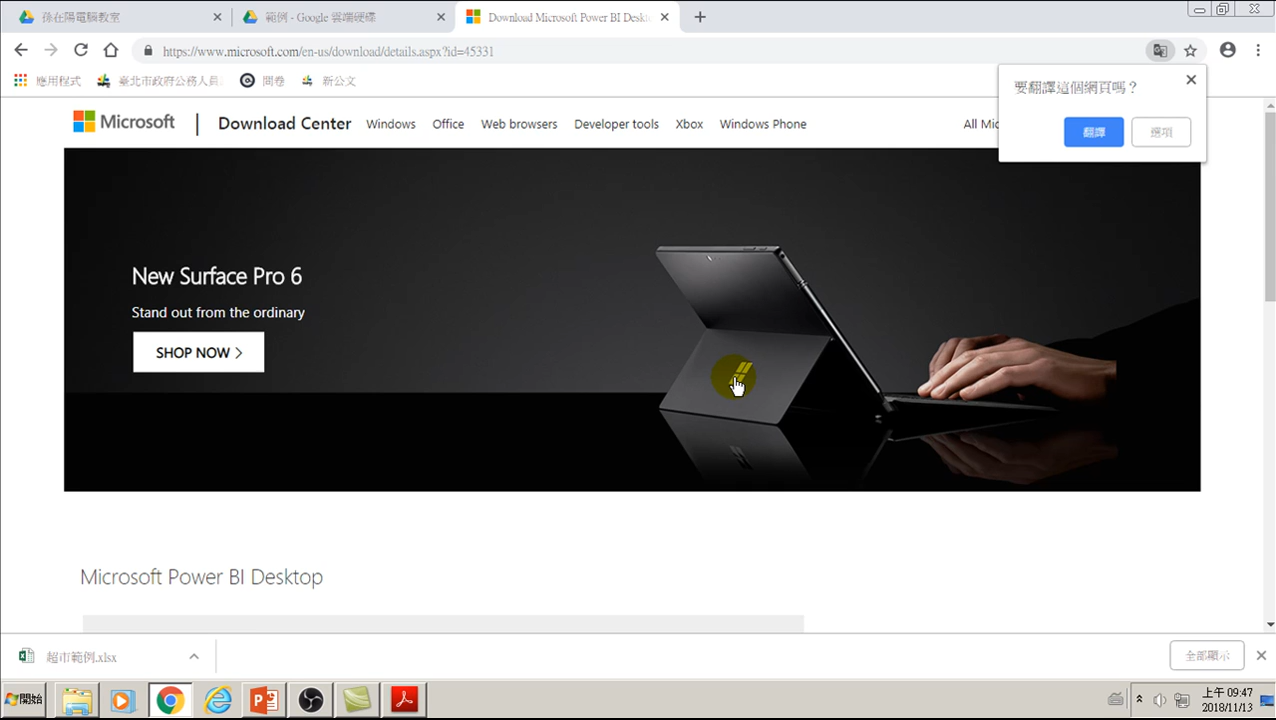 孫在陽電腦教室
範例 - Google 雲端硬碟
Download Microsoft Power BI Deskt
https://www.microsoft.com/en-us/download/details.aspx?id=45331
應用程式
臺北市政府公務人員
問卷
新公文
要翻譯這個網頁嗎？
翻譯
選項
Microsoft
Download Center
Windows
Office
Web browsers
Developer tools
Xbox
Windows Phone
All Mic
New Surface Pro 6
Stand out from the ordinary
SHOP NOW
Microsoft Power BI Desktop
超市範例.xlsx
全部顯示
開始
上午 09:47
2018/11/13